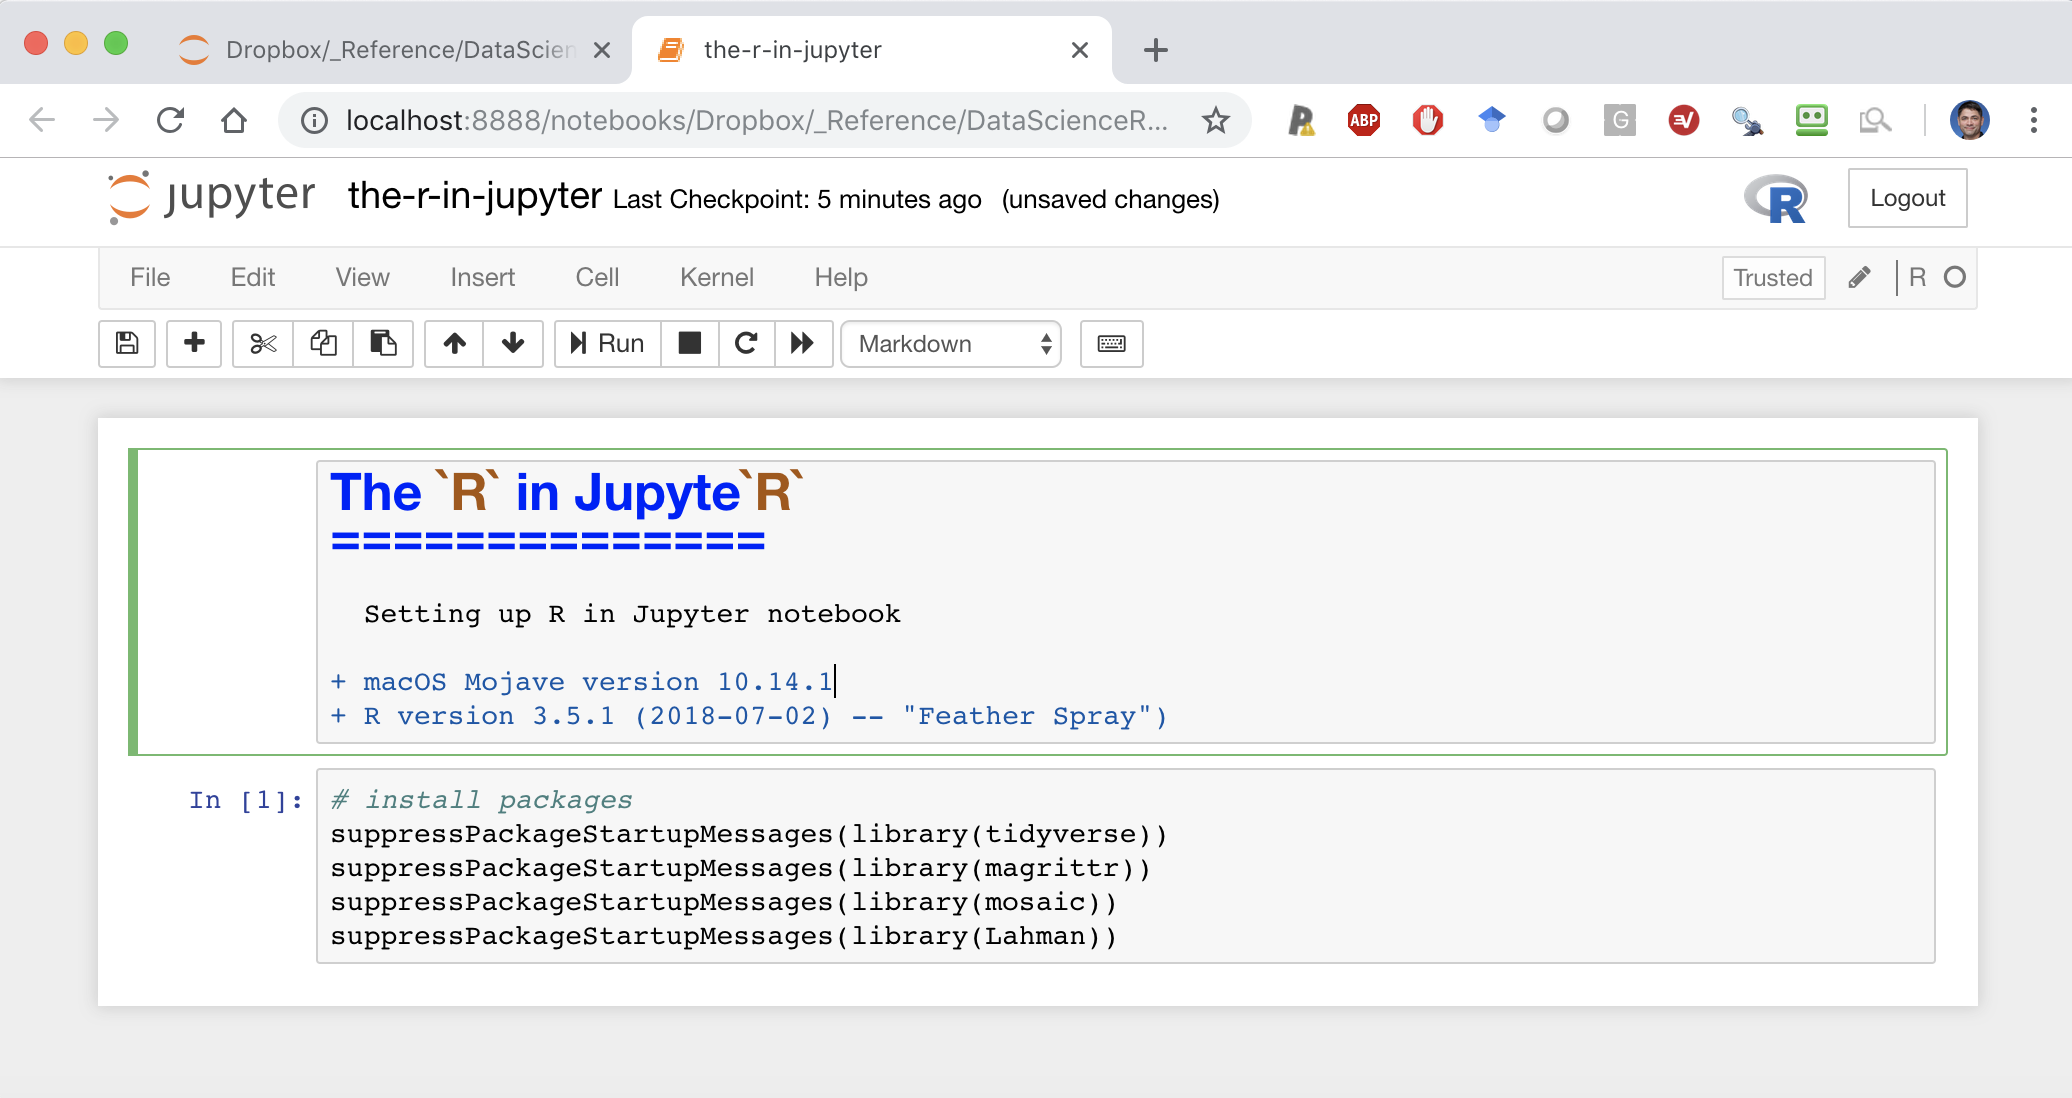 Dropbox/_Reference/DataScien
the-r-in-jupyter
localhost:8888/notebooks/Dropbox/_Reference/DataScienceR...
ABP
G
jupyter the-r-in-jupyter Last Checkpoint: 5 minutes ago (unsaved changes)
R
Logout
File Edit View Insert Cell Kernel Help
Trusted R
Run
Markdown
The `R` in Jupyte`R`
==============
Setting up R in Jupyter notebook
+ macOS Mojave version 10.14.1
+ R version 3.5.1 (2018-07-02) -- "Feather Spray")
In [1]:
# install packages
suppressPackageStartupMessages(library(tidyverse))
suppressPackageStartupMessages(library(magrittr))
suppressPackageStartupMessages(library(mosaic))
suppressPackageStartupMessages(library(Lahman))